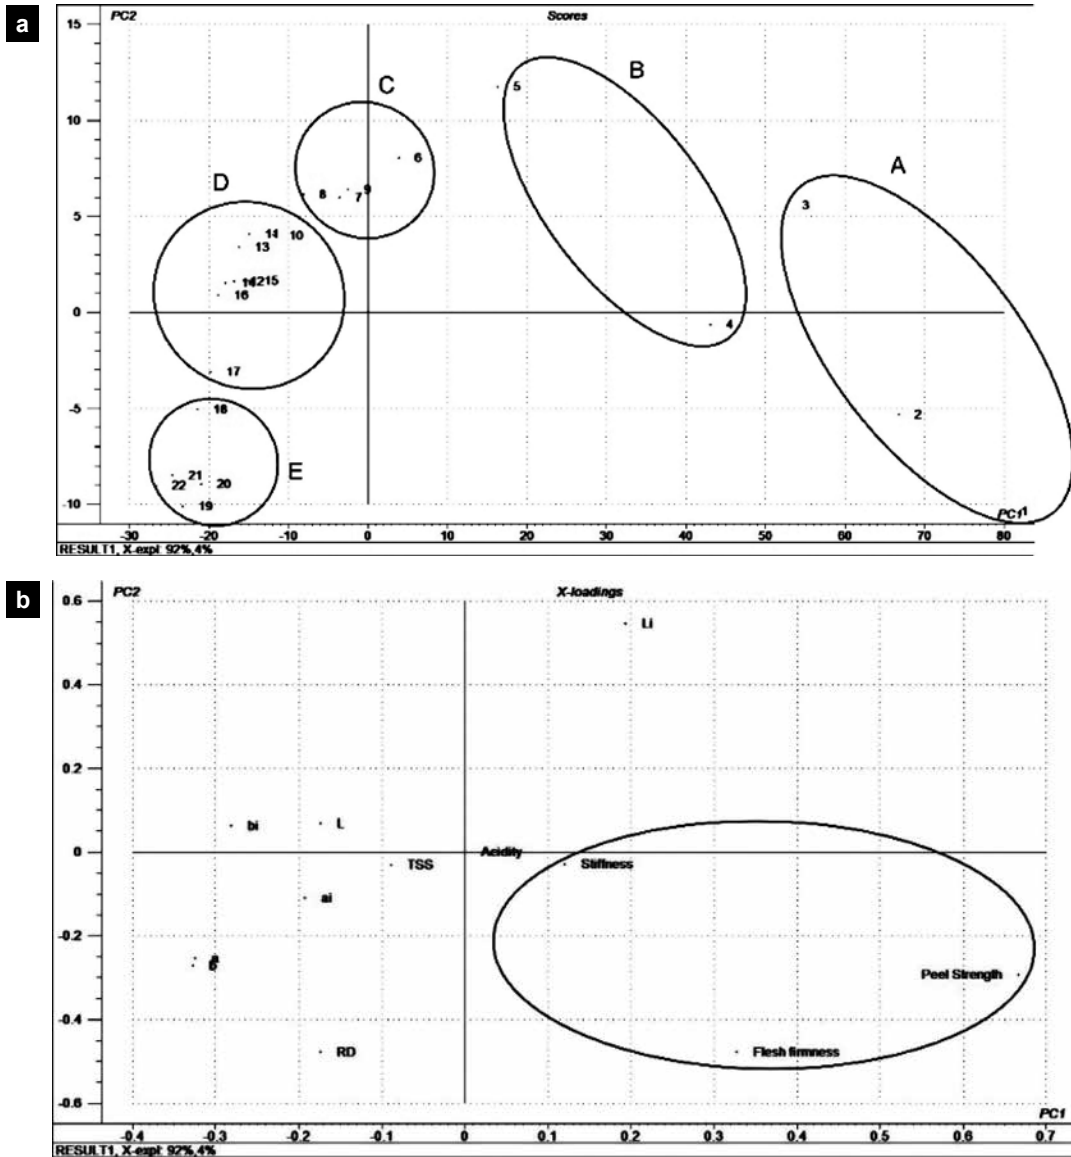 a
PC2 Scores
15
C B
5
10
A
6
D 9
8 7
5 3
11 10
13
14 12 15
16
0
4
17
-5
18 2
E
21
22 20
-10 19 PC1 1
-30 -20 -10 0 10 20 30 40 50 60 70 80
RESULT1, X-expl: 92%,4%
b
PC2 X-loadings
0.6
Li
0.4
0.2
bi L
0 Acidity
TSS Stiffness
ai
-0.2
a
b
Peel Strength
-0.4
RD Flesh firmness
-0.6
PC1
-0.4 -0.3 -0.2 -0.1 0 0.1 0.2 0.3 0.4 0.5 0.6 0.7
RESULT1, X-expl: 92%,4%